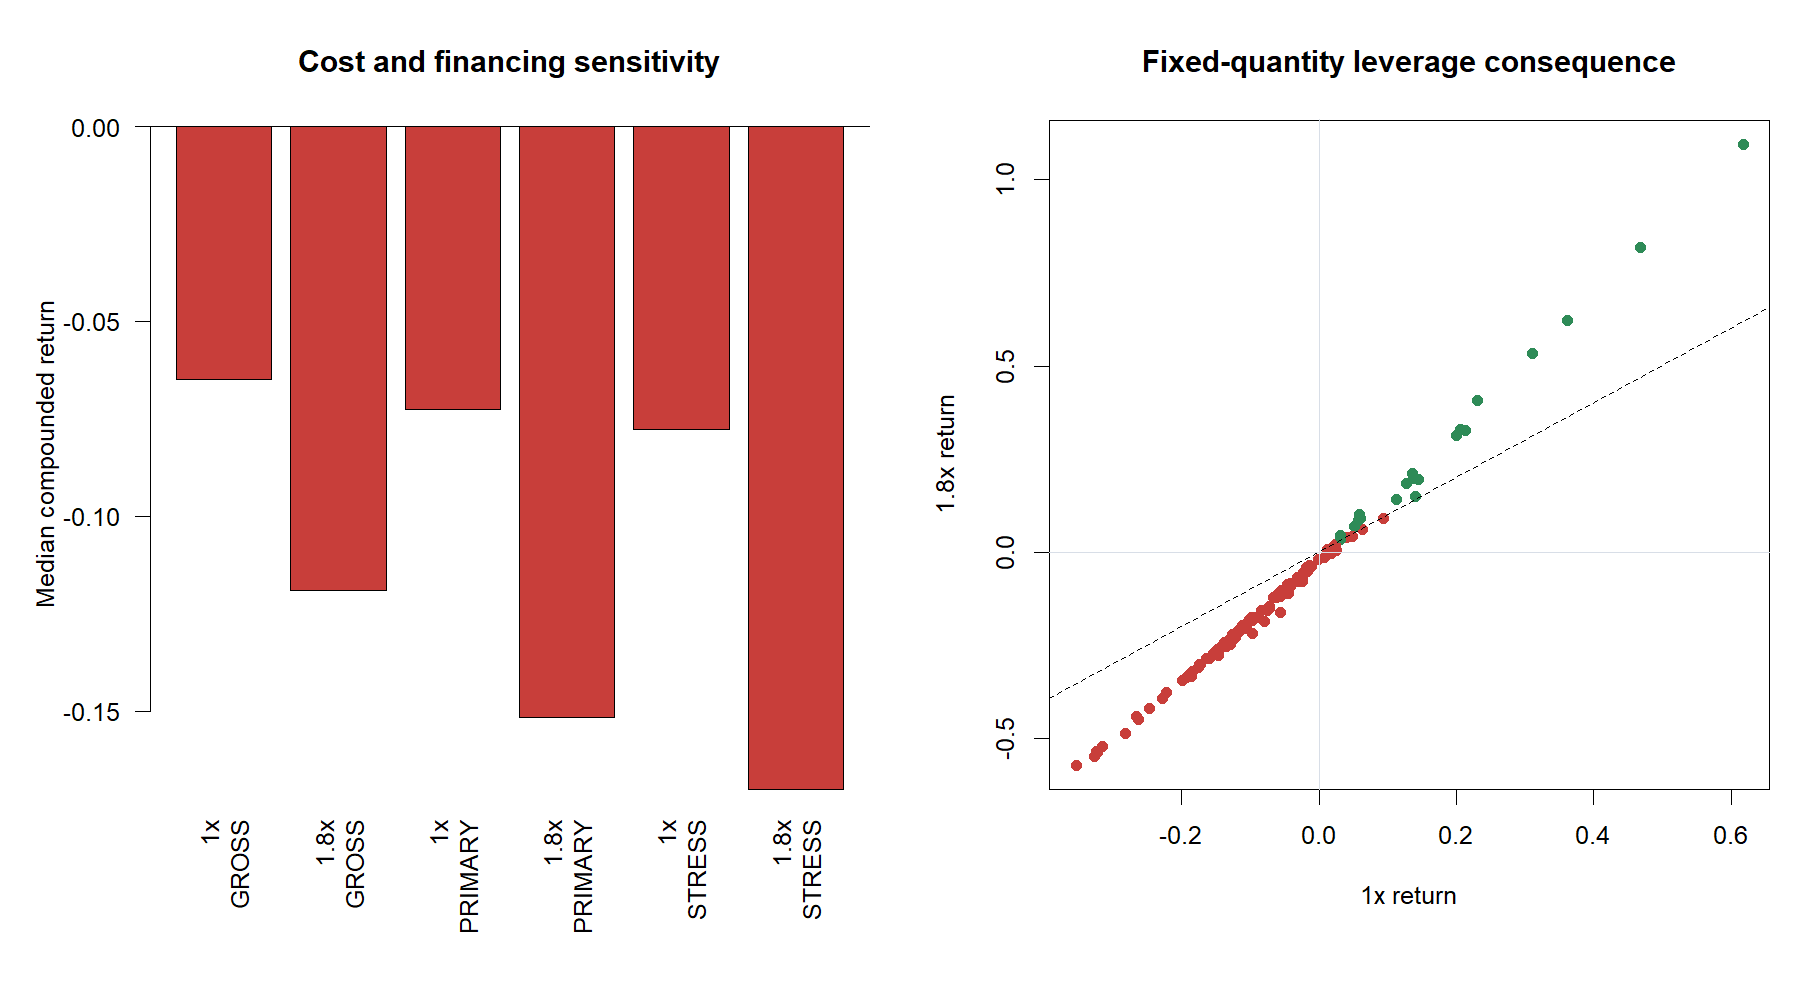 Cost and financing sensitivity
Median compounded return
0.00
-0.05
-0.10
-0.15
1x
GROSS
1.8x
GROSS
1x
PRIMARY
1.8x
PRIMARY
1x
STRESS
1.8x
STRESS
Fixed-quantity leverage consequence
1.8x return
1.0
0.5
0.0
-0.5
-0.2
0.0
0.2
0.4
0.6
1x return